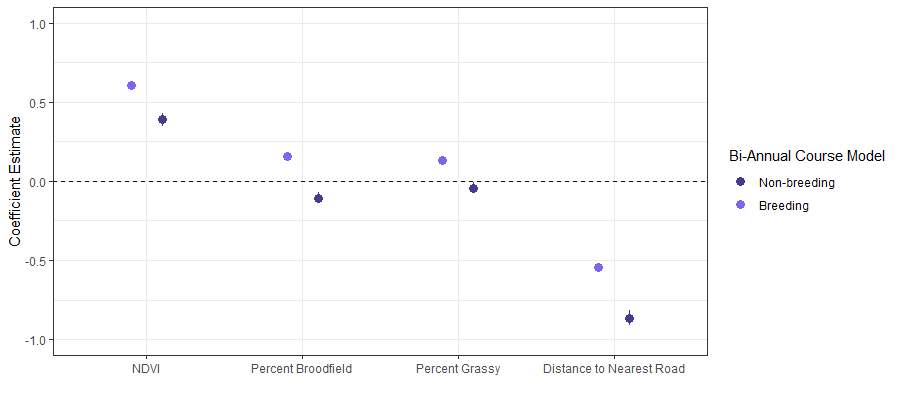 1.0
0.5
0.0
-0.5
-1.0
Coefficient Estimate
NDVI
Percent Broodfield
Percent Grassy
Distance to Nearest Road
Bi-Annual Course Model
Non-breeding
Breeding